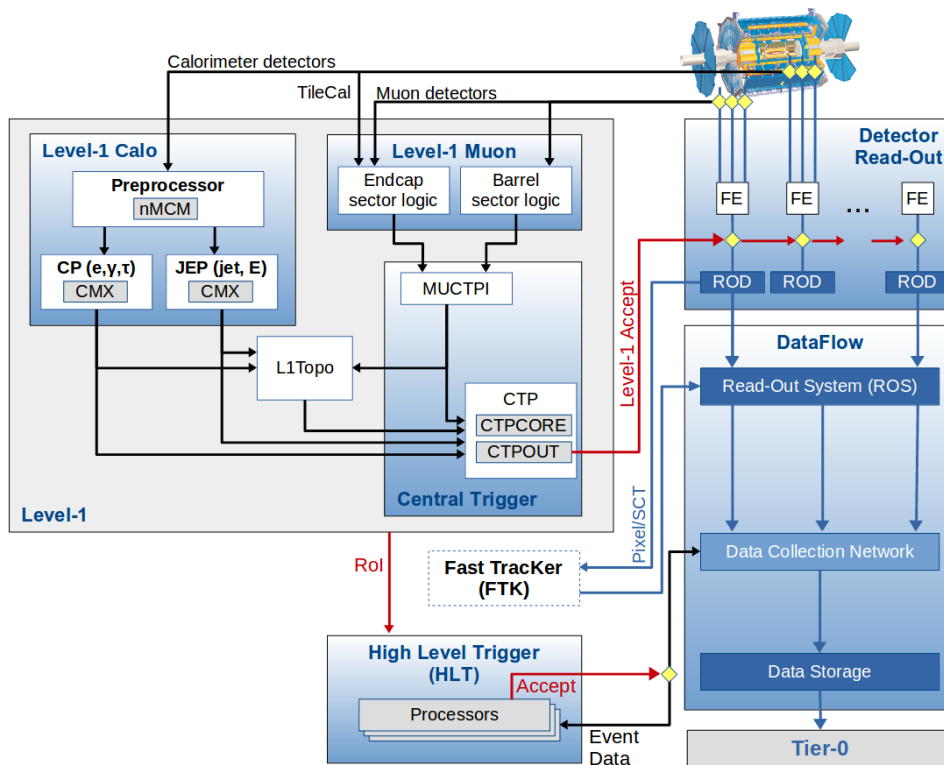 Calorimeter detectors
TileCal
Muon detectors
Level-1 Calo
Preprocessor
nMCM
CP (e,γ,τ)
CMX
JEP (jet, E)
CMX
Level-1 Muon
Endcap
sector logic
Barrel
sector logic
MUCTPI
L1Topo
CTP
CTPCORE
CTPOUT
Central Trigger
Level-1
Level-1 Accept
Detector
Read-Out
FE
FE
...
FE
ROD
ROD
ROD
DataFlow
Read-Out System (ROS)
Pixel/SCT
Data Collection Network
Data Storage
Tier-0
RoI
Fast TracKer
(FTK)
High Level Trigger
(HLT)
Accept
Processors
Event
Data